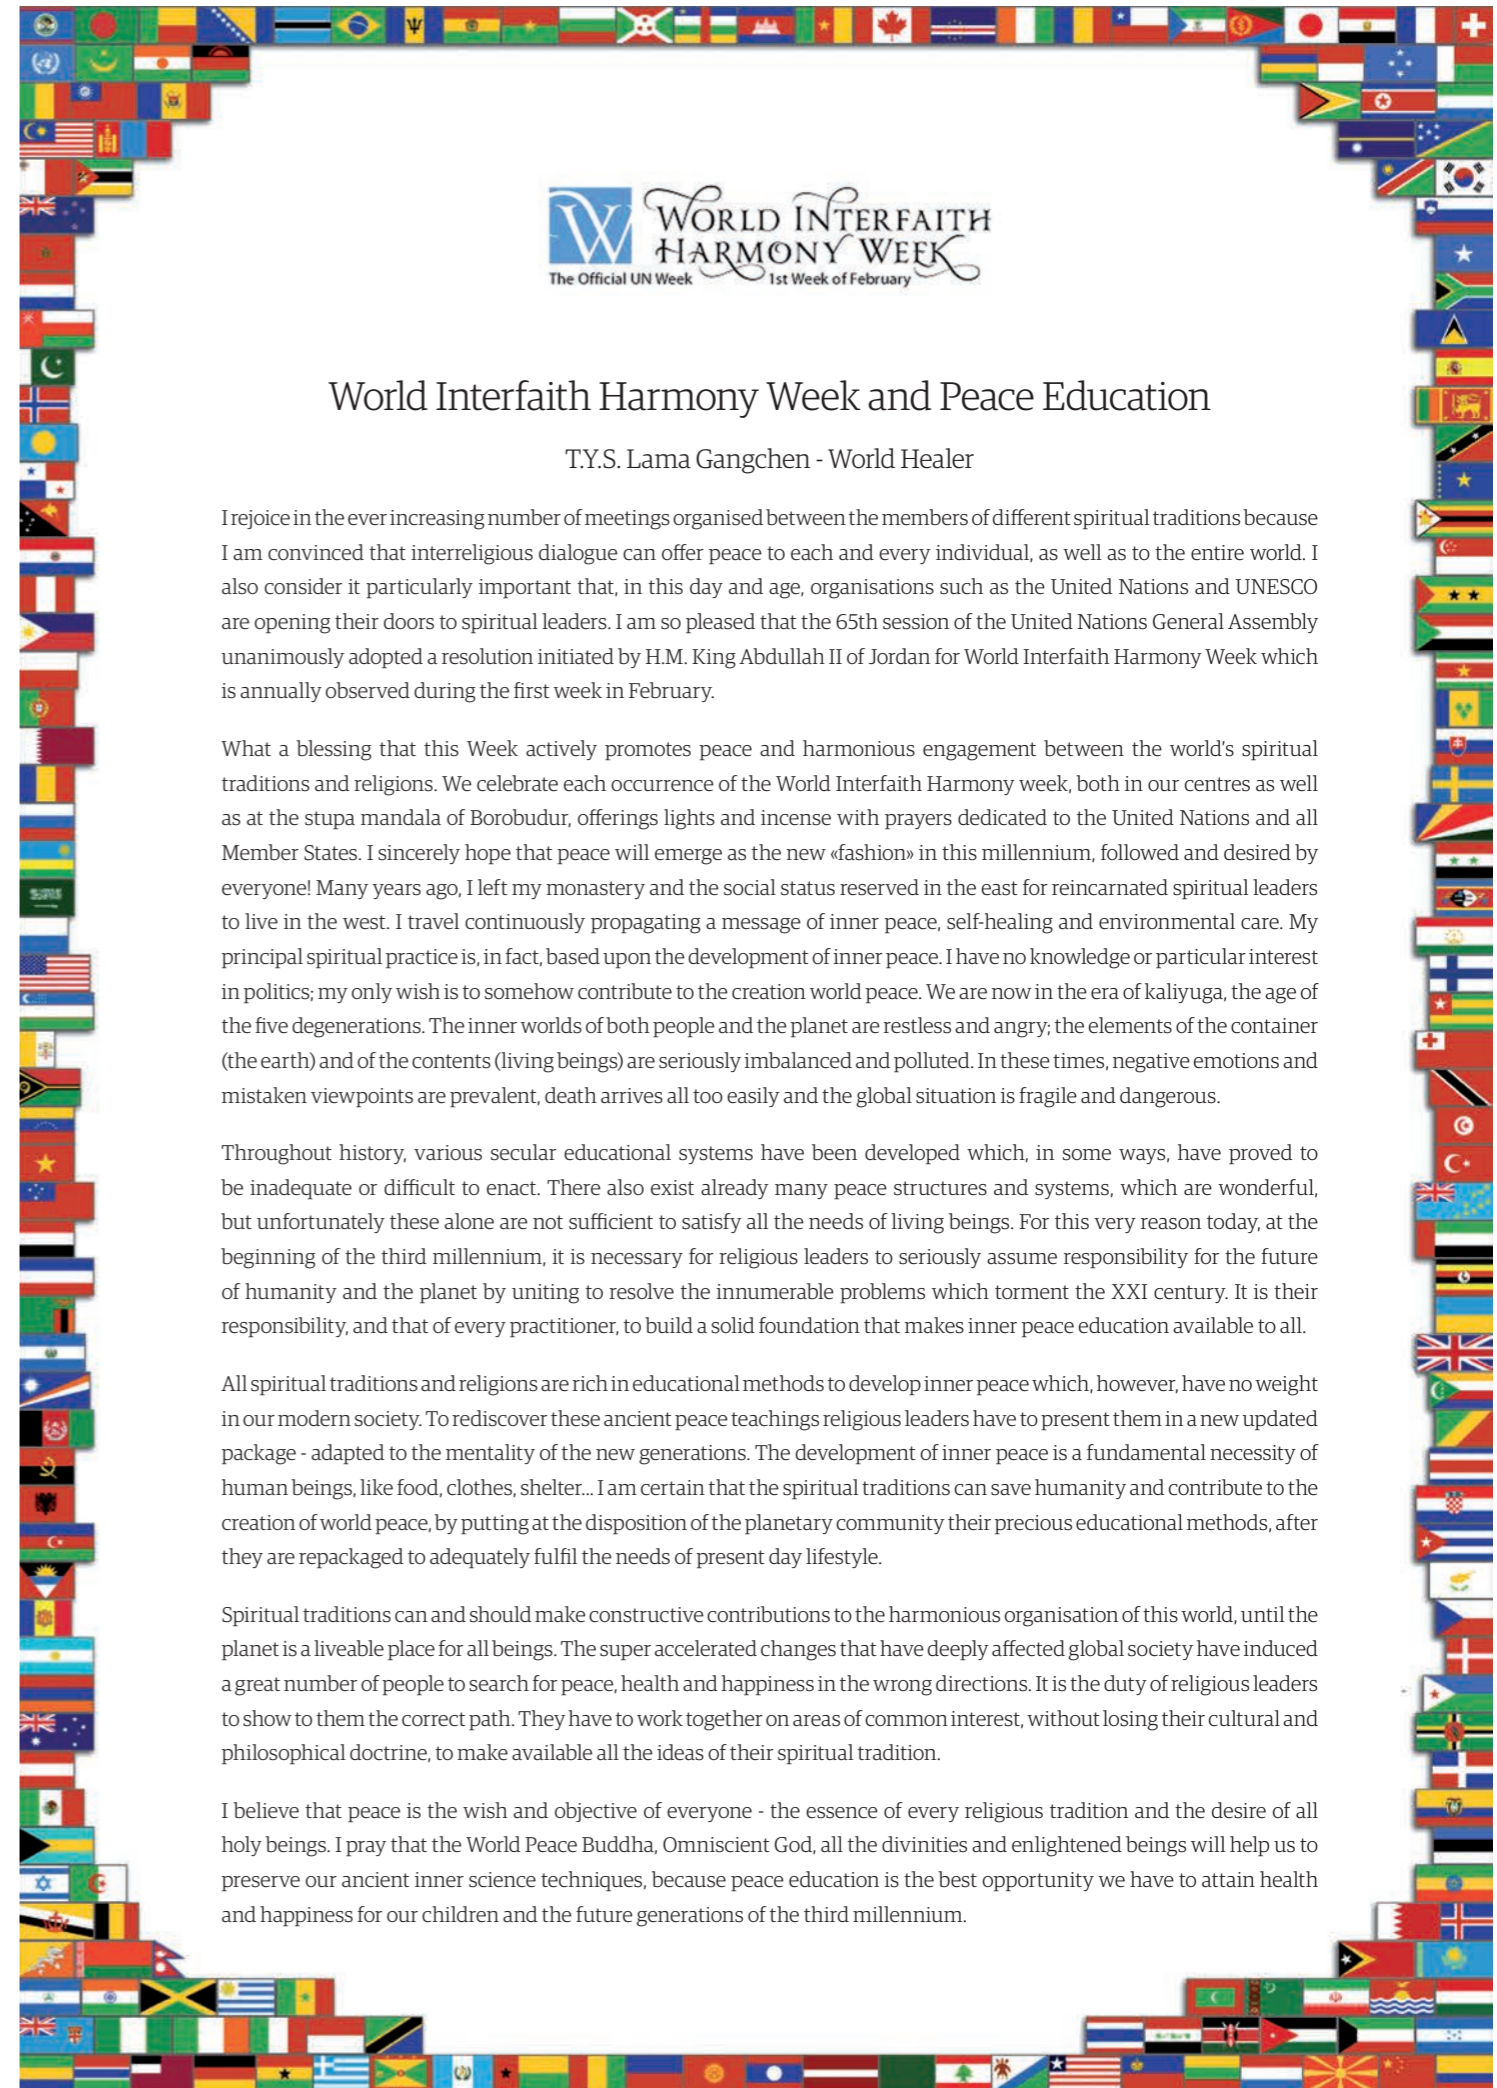 WORLD INTERFAITH
HARMONY WEEK
The Official UN Week 1st Week of February
World Interfaith Harmony Week and Peace Education
T.Y.S. Lama Gangchen - World Healer
I rejoice in the ever increasing number of meetings organised between the members of different spiritual traditions because
I am convinced that interreligious dialogue can offer peace to each and every individual, as well as to the entire world. I
also consider it particularly important that, in this day and age, organisations such as the United Nations and UNESCO
are opening their doors to spiritual leaders. I am so pleased that the 65th session of the United Nations General Assembly
unanimously adopted a resolution initiated by H.M. King Abdullah II of Jordan for World Interfaith Harmony Week which
is annually observed during the first week in February.
What a blessing that this Week actively promotes peace and harmonious engagement between the world's spiritual
traditions and religions. We celebrate each occurrence of the World Interfaith Harmony week, both in our centres as well
as at the stupa mandala of Borobudur, offerings lights and incense with prayers dedicated to the United Nations and all
Member States. I sincerely hope that peace will emerge as the new «fashion» in this millennium, followed and desired by
everyone! Many years ago, I left my monastery and the social status reserved in the east for reincarnated spiritual leaders
to live in the west. I travel continuously propagating a message of inner peace, self-healing and environmental care. My
principal spiritual practice is, in fact, based upon the development of inner peace. I have no knowledge or particular interest
in politics; my only wish is to somehow contribute to the creation world peace. We are now in the era of kaliyuga, the age of
the five degenerations. The inner worlds of both people and the planet are restless and angry; the elements of the container
(the earth) and of the contents (living beings) are seriously imbalanced and polluted. In these times, negative emotions and
mistaken viewpoints are prevalent, death arrives all too easily and the global situation is fragile and dangerous.
Throughout history, various secular educational systems have been developed which, in some ways, have proved to
be inadequate or difficult to enact. There also exist already many peace structures and systems, which are wonderful,
but unfortunately these alone are not sufficient to satisfy all the needs of living beings. For this very reason today, at the
beginning of the third millennium, it is necessary for religious leaders to seriously assume responsibility for the future
of humanity and the planet by uniting to resolve the innumerable problems which torment the XXI century. It is their
responsibility, and that of every practitioner, to build a solid foundation that makes inner peace education available to all.
All spiritual traditions and religions are rich in educational methods to develop inner peace which, however, have no weight
in our modern society. To rediscover these ancient peace teachings religious leaders have to present them in a new updated
package - adapted to the mentality of the new generations. The development of inner peace is a fundamental necessity of
human beings, like food, clothes, shelter... I am certain that the spiritual traditions can save humanity and contribute to the
creation of world peace, by putting at the disposition of the planetary community their precious educational methods, after
they are repackaged to adequately fulfil the needs of present day lifestyle.
Spiritual traditions can and should make constructive contributions to the harmonious organisation of this world, until the
planet is a liveable place for all beings. The super accelerated changes that have deeply affected global society have induced
a great number of people to search for peace, health and happiness in the wrong directions. It is the duty of religious leaders
to show to them the correct path. They have to work together on areas of common interest, without losing their cultural and
philosophical doctrine, to make available all the ideas of their spiritual tradition.
I believe that peace is the wish and objective of everyone - the essence of every religious tradition and the desire of all
holy beings. I pray that the World Peace Buddha, Omniscient God, all the divinities and enlightened beings will help us to
preserve our ancient inner science techniques, because peace education is the best opportunity we have to attain health
and happiness for our children and the future generations of the third millennium.